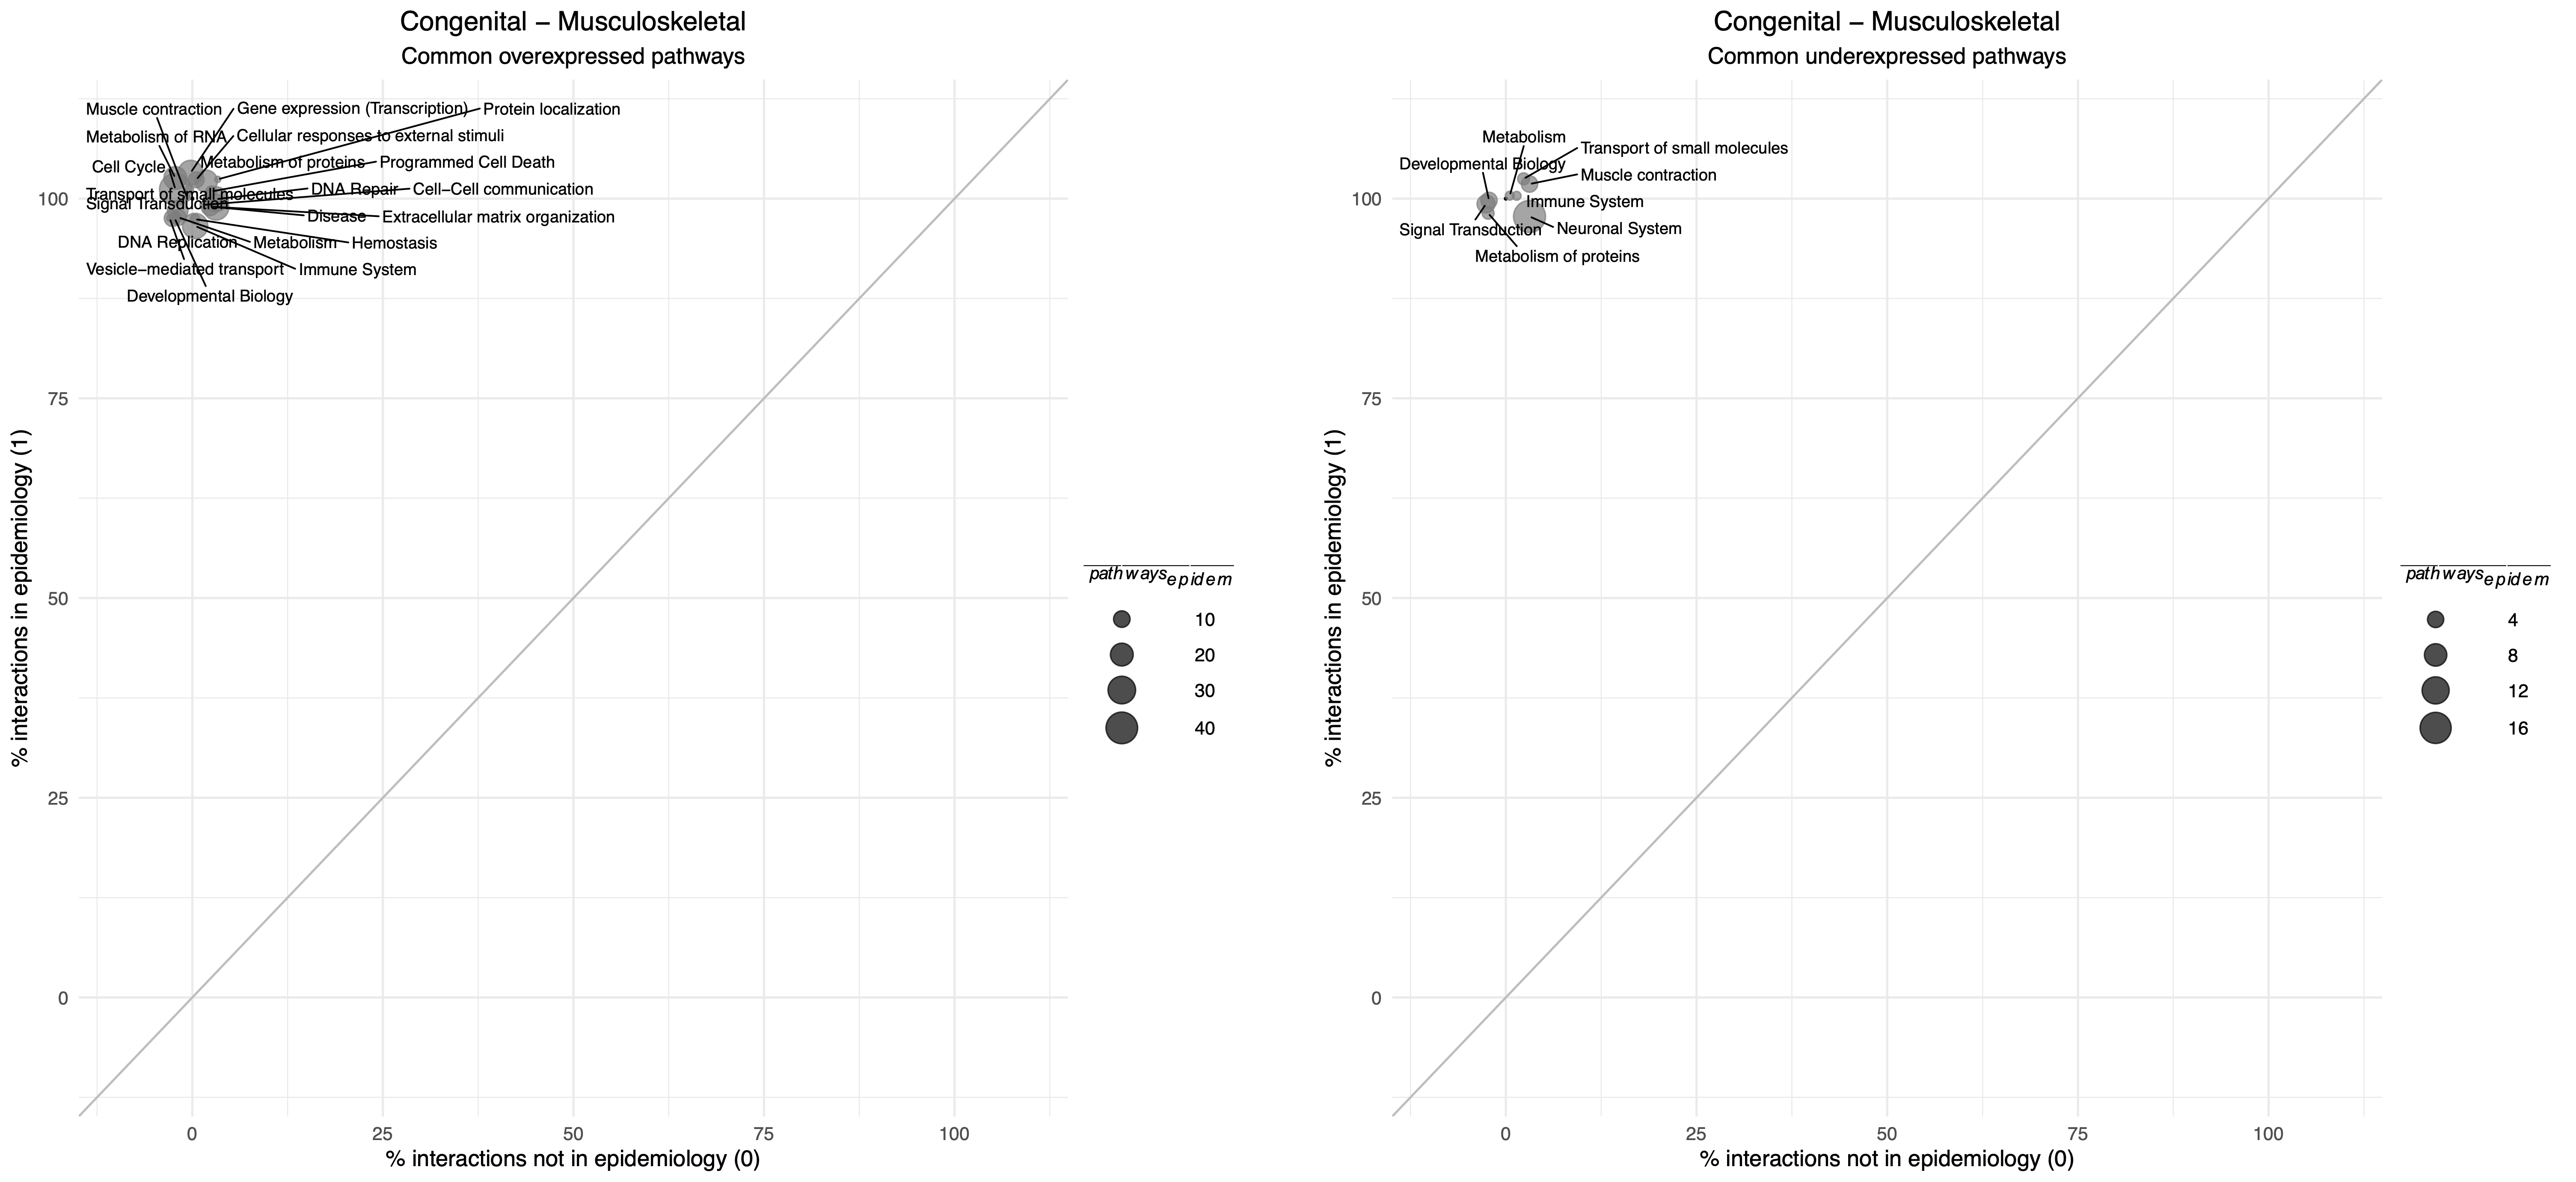 Congenital – Musculoskeletal
Common overexpressed pathways
Muscle contraction
Gene expression (Transcription)
Protein localization
Metabolism of RNA
Cellular responses to external stimuli
Cell Cycle
Metabolism of proteins
Programmed Cell Death
Transport of small molecules
DNA Repair
Cell–Cell communication
Signal Transduction
Disease
Extracellular matrix organization
DNA Replication
Metabolism
Hemostasis
Vesicle–mediated transport
Immune System
Developmental Biology
100
75
50
25
0
% interactions in epidemiology (1)
0
25
50
75
100
% interactions not in epidemiology (0)
pathways epidem
10
20
30
40
Congenital – Musculoskeletal
Common underexpressed pathways
Metabolism
Transport of small molecules
Developmental Biology
Muscle contraction
Immune System
Signal Transduction
Neuronal System
Metabolism of proteins
100
75
50
25
0
% interactions in epidemiology (1)
0
25
50
75
100
% interactions not in epidemiology (0)
pathways epidem
4
8
12
16